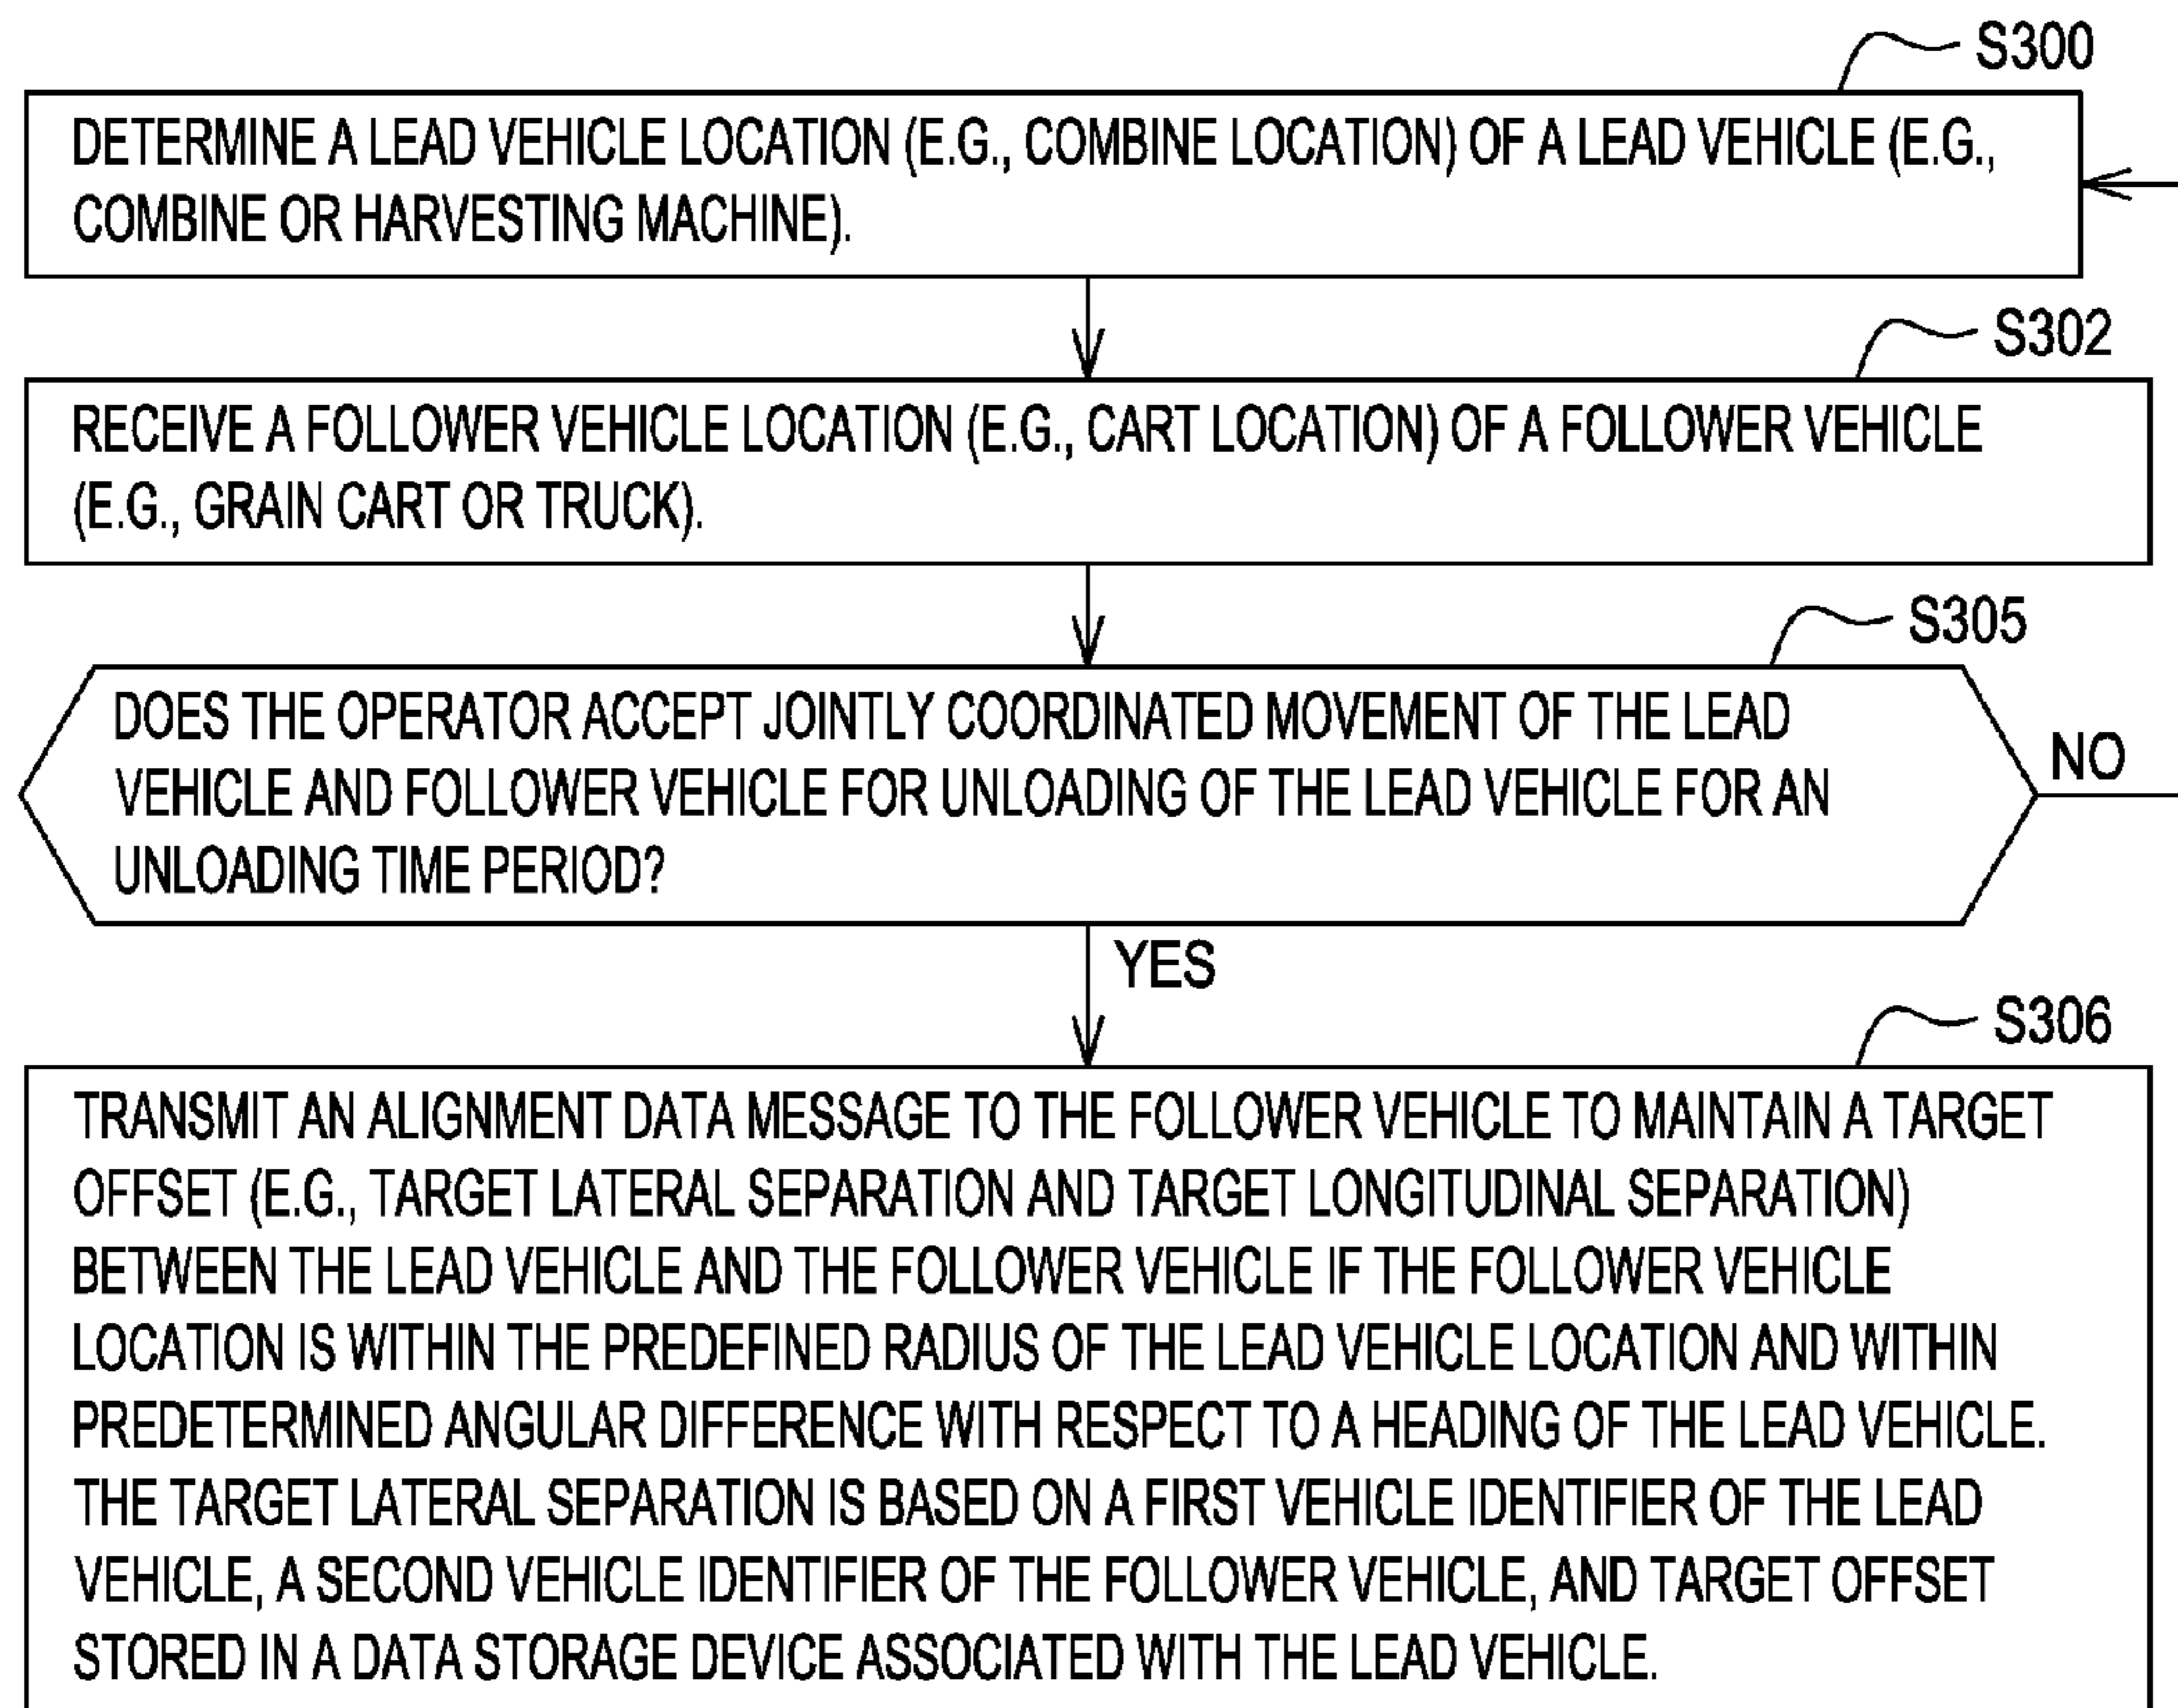 S300
DETERMINE A LEAD VEHICLE LOCATION (E.G., COMBINE LOCATION) OF A LEAD VEHICLE (E.G.,
COMBINE OR HARVESTING MACHINE).
S302
RECEIVE A FOLLOWER VEHICLE LOCATION (E.G., CART LOCATION) OF A FOLLOWER VEHICLE
(E.G., GRAIN CART OR TRUCK).
S305
DOES THE OPERATOR ACCEPT JOINTLY COORDINATED MOVEMENT OF THE LEAD
VEHICLE AND FOLLOWER VEHICLE FOR UNLOADING OF THE LEAD VEHICLE FOR AN
UNLOADING TIME PERIOD?
NO
YES
S306
TRANSMIT AN ALIGNMENT DATA MESSAGE TO THE FOLLOWER VEHICLE TO MAINTAIN A TARGET
OFFSET (E.G., TARGET LATERAL SEPARATION AND TARGET LONGITUDINAL SEPARATION)
BETWEEN THE LEAD VEHICLE AND THE FOLLOWER VEHICLE IF THE FOLLOWER VEHICLE
LOCATION IS WITHIN THE PREDEFINED RADIUS OF THE LEAD VEHICLE LOCATION AND WITHIN
PREDETERMINED ANGULAR DIFFERENCE WITH RESPECT TO A HEADING OF THE LEAD VEHICLE.
THE TARGET LATERAL SEPARATION IS BASED ON A FIRST VEHICLE IDENTIFIER OF THE LEAD
VEHICLE, A SECOND VEHICLE IDENTIFIER OF THE FOLLOWER VEHICLE, AND TARGET OFFSET
STORED IN A DATA STORAGE DEVICE ASSOCIATED WITH THE LEAD VEHICLE.